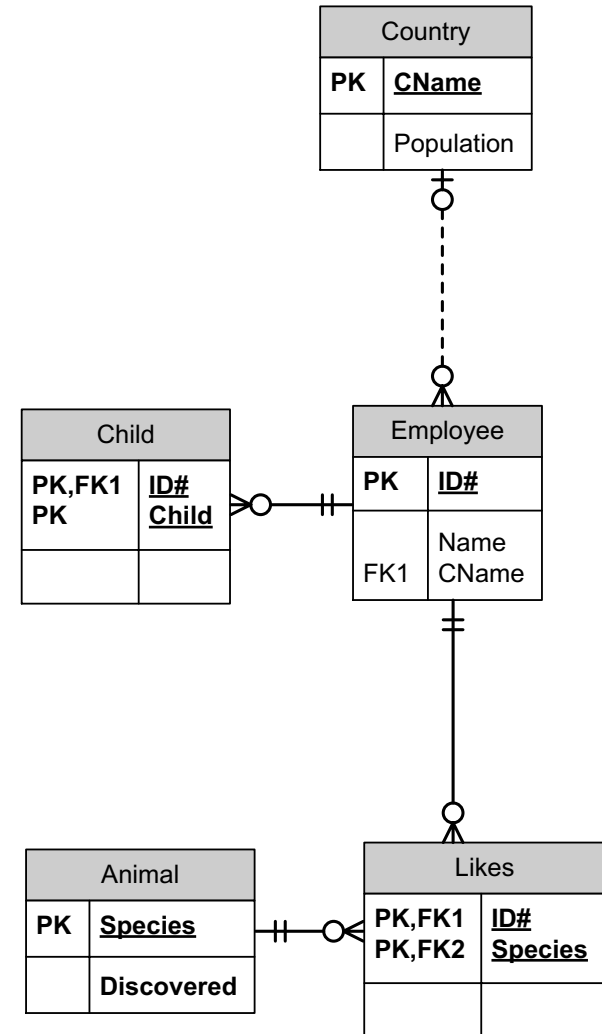 Country
PK CName
Population
Child
PK,FK1 ID#
PK Child
Employee
PK ID#
Name
FK1 CName
Animal
PK Species
Discovered
Likes
PK,FK1 ID#
PK,FK2 Species